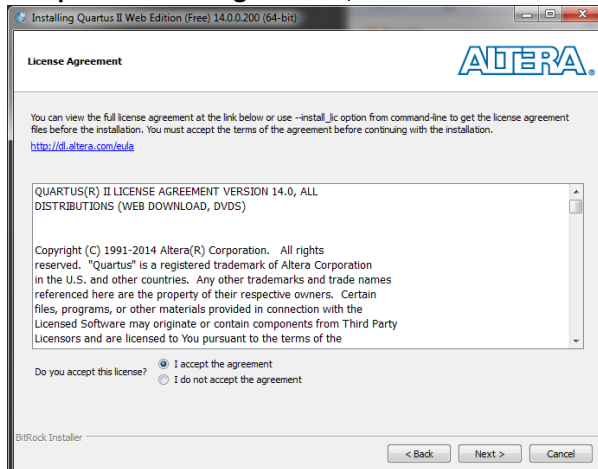 Installing Quartus II Web Edition (Free) 14.0.0.200 (64-bit)
License Agreement
ALTERA®
You can view the full license agreement at the link below or use --install_lic option from command-line to get the license agreement
files before the installation. You must accept the terms of the agreement before continuing with the installation.
http://dl.altera.com/eula
QUARTUS(R) II LICENSE AGREEMENT VERSION 14.0, ALL
DISTRIBUTIONS (WEB DOWNLOAD, DVDS)
Copyright (C) 1991-2014 Altera(R) Corporation.   All rights
reserved.  "Quartus" is a registered trademark of Altera Corporation
in the U.S. and other countries.  Any other trademarks and trade names
referenced here are the property of their respective owners.  Certain
files, programs, or other materials provided in connection with the
Licensed Software may originate or contain components from Third Party
Licensors and are licensed to You pursuant to the terms of the
Do you accept this license?
I accept the agreement
I do not accept the agreement
BitRock Installer
< Back
Next >
Cancel